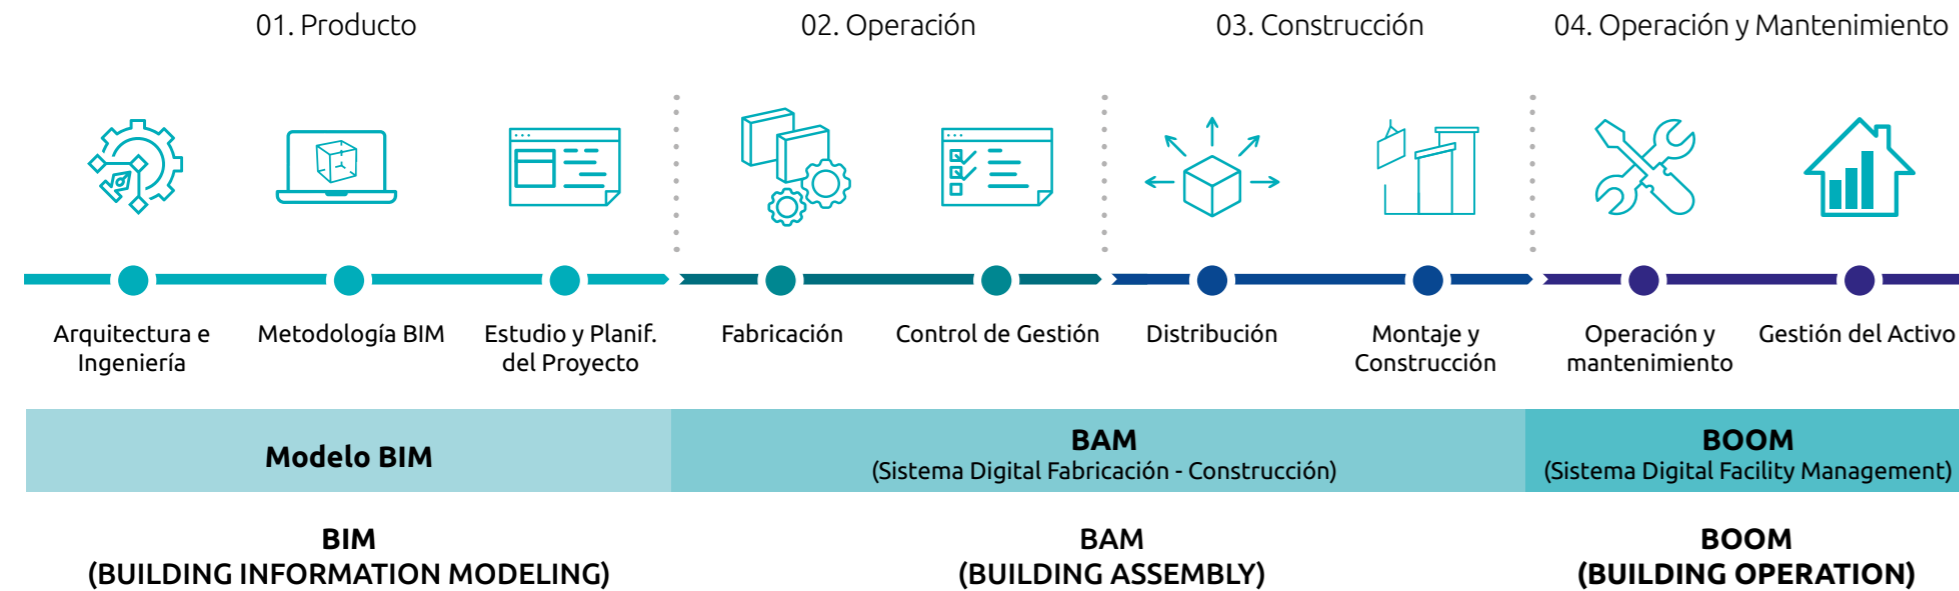 01. Producto
02. Operación
03. Construcción
04. Operación y Mantenimiento
Arquitectura e
Ingeniería
Metodología BIM
Estudio y Planif.
del Proyecto
Fabricación
Control de Gestión
Distribución
Montaje y
Construcción
Operación y
mantenimiento
Gestión del Activo
Modelo BIM
BAM
(Sistema Digital Fabricación - Construcción)
BOOM
(Sistema Digital Facility Management)
BIM
(BUILDING INFORMATION MODELING)
BAM
(BUILDING ASSEMBLY)
BOOM
(BUILDING OPERATION)